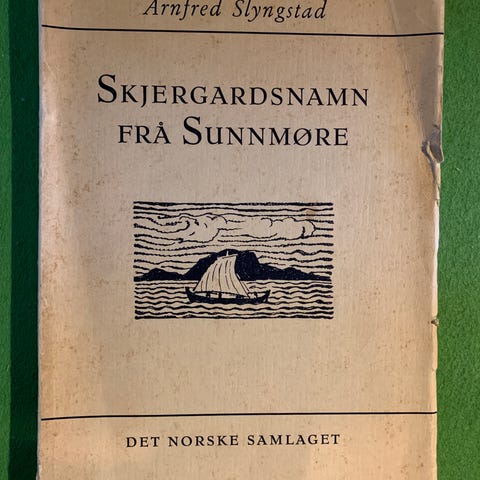 Arnfred Slyngstad
SKJERGARDSNAMN
FRÅ SUNNMØRE
DET NORSKE SAMLAGET